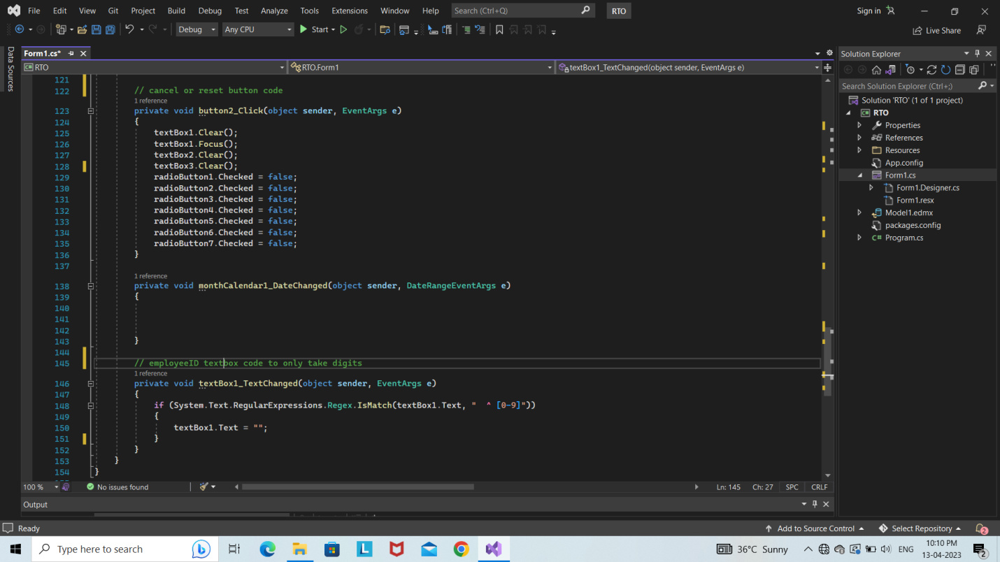 File Edit View Git Project Build Debug Test Analyze Tools Extensions Window Help Search (Ctrl+Q) RTO Sign in
Debug Any CPU Start Live Share
Data Sources
Form1.cs*
RTO RTO.Form1 textBox1_TextChanged(object sender, EventArgs e)
121
122 // cancel or reset button code
1 reference
123 private void button2_Click(object sender, EventArgs e)
124 {
125 textBox1.Clear();
126 textBox1.Focus();
127 textBox2.Clear();
128 textBox3.Clear();
129 radioButton1.Checked = false;
130 radioButton2.Checked = false;
131 radioButton3.Checked = false;
132 radioButton4.Checked = false;
133 radioButton5.Checked = false;
134 radioButton6.Checked = false;
135 radioButton7.Checked = false;
136 }
137
1 reference
138 private void monthCalendar1_DateChanged(object sender, DateRangeEventArgs e)
139 {
140
141
142
143 }
144
145 // employeeID textbox code to only take digits
1 reference
146 private void textBox1_TextChanged(object sender, EventArgs e)
147 {
148 if (System.Text.RegularExpressions.Regex.IsMatch(textBox1.Text, "  ^ [0-9]"))
149 {
150 textBox1.Text = "";
151 }
152 }
153 }
154 }
100 % No issues found Ln: 145 Ch: 27 SPC CRLF
Output
Solution Explorer
Search Solution Explorer (Ctrl+;)
Solution 'RTO' (1 of 1 project)
C# RTO
Properties
References
Resources
App.config
Form1.cs
Form1.Designer.cs
Form1.resx
Model1.edmx
packages.config
C# Program.cs
Ready Add to Source Control Select Repository 2
Type here to search L 36°C Sunny ENG 10:10 PM
13-04-2023 2